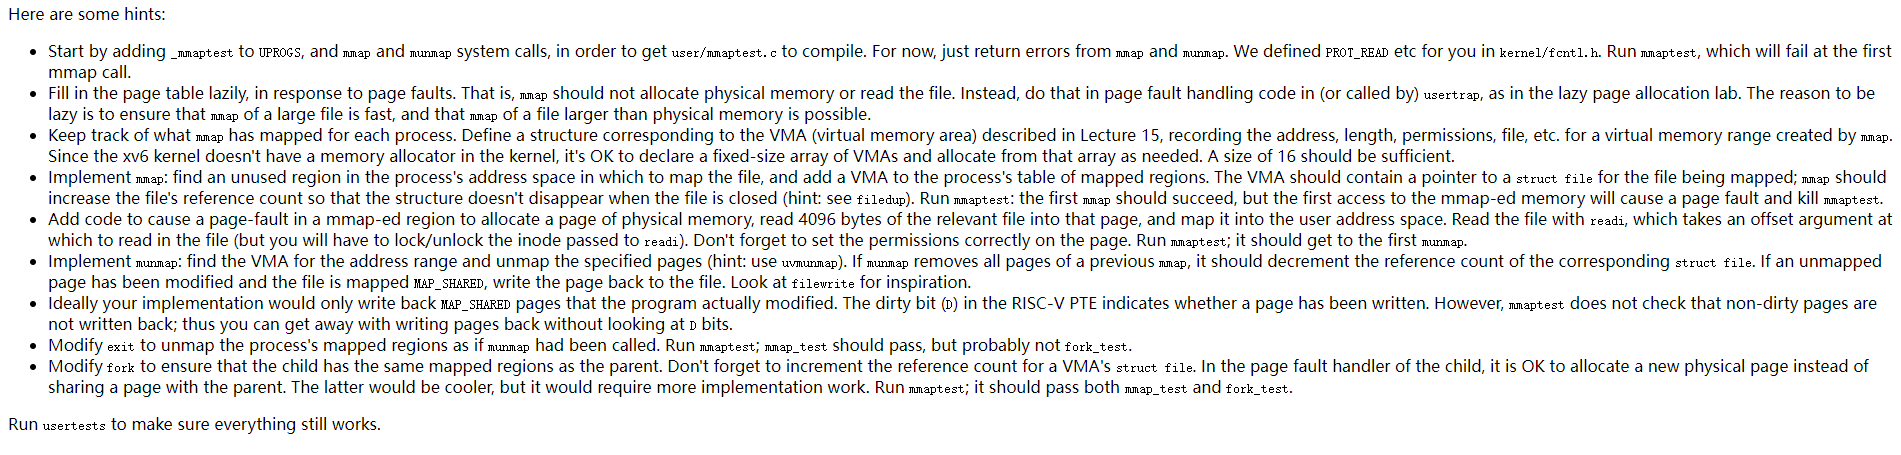 Here are some hints:
• Start by adding _mmaptest to UPROGS, and mmap and munmap system calls, in order to get user/mmaptest.c to compile. For now, just return errors from mmap and munmap. We defined PROT_READ etc for you in kernel/fcntl.h. Run mmaptest, which will fail at the first
mmap call.
• Fill in the page table lazily, in response to page faults. That is, mmap should not allocate physical memory or read the file. Instead, do that in page fault handling code in (or called by) usertrap, as in the lazy page allocation lab. The reason to be
lazy is to ensure that mmap of a large file is fast, and that mmap of a file larger than physical memory is possible.
• Keep track of what mmap has mapped for each process. Define a structure corresponding to the VMA (virtual memory area) described in Lecture 15, recording the address, length, permissions, file, etc. for a virtual memory range created by mmap.
Since the xv6 kernel doesn't have a memory allocator in the kernel, it's OK to declare a fixed-size array of VMAs and allocate from that array as needed. A size of 16 should be sufficient.
• Implement mmap: find an unused region in the process's address space in which to map the file, and add a VMA to the process's table of mapped regions. The VMA should contain a pointer to a struct file for the file being mapped; mmap should
increase the file's reference count so that the structure doesn't disappear when the file is closed (hint: see filedup). Run mmaptest: the first mmap should succeed, but the first access to the mmap-ed memory will cause a page fault and kill mmaptest.
• Add code to cause a page-fault in a mmap-ed region to allocate a page of physical memory, read 4096 bytes of the relevant file into that page, and map it into the user address space. Read the file with readi, which takes an offset argument at
which to read in the file (but you will have to lock/unlock the inode passed to readi). Don't forget to set the permissions correctly on the page. Run mmaptest; it should get to the first munmap.
• Implement munmap: find the VMA for the address range and unmap the specified pages (hint: use uvmunmap). If munmap removes all pages of a previous mmap, it should decrement the reference count of the corresponding struct file. If an unmapped
page has been modified and the file is mapped MAP_SHARED, write the page back to the file. Look at filewrite for inspiration.
• Ideally your implementation would only write back MAP_SHARED pages that the program actually modified. The dirty bit (D) in the RISC-V PTE indicates whether a page has been written. However, mmaptest does not check that non-dirty pages are
not written back; thus you can get away with writing pages back without looking at D bits.
• Modify exit to unmap the process's mapped regions as if munmap had been called. Run mmaptest; mmap_test should pass, but probably not fork_test.
• Modify fork to ensure that the child has the same mapped regions as the parent. Don't forget to increment the reference count for a VMA's struct file. In the page fault handler of the child, it is OK to allocate a new physical page instead of
sharing a page with the parent. The latter would be cooler, but it would require more implementation work. Run mmaptest; it should pass both mmap_test and fork_test.
Run usertests to make sure everything still works.